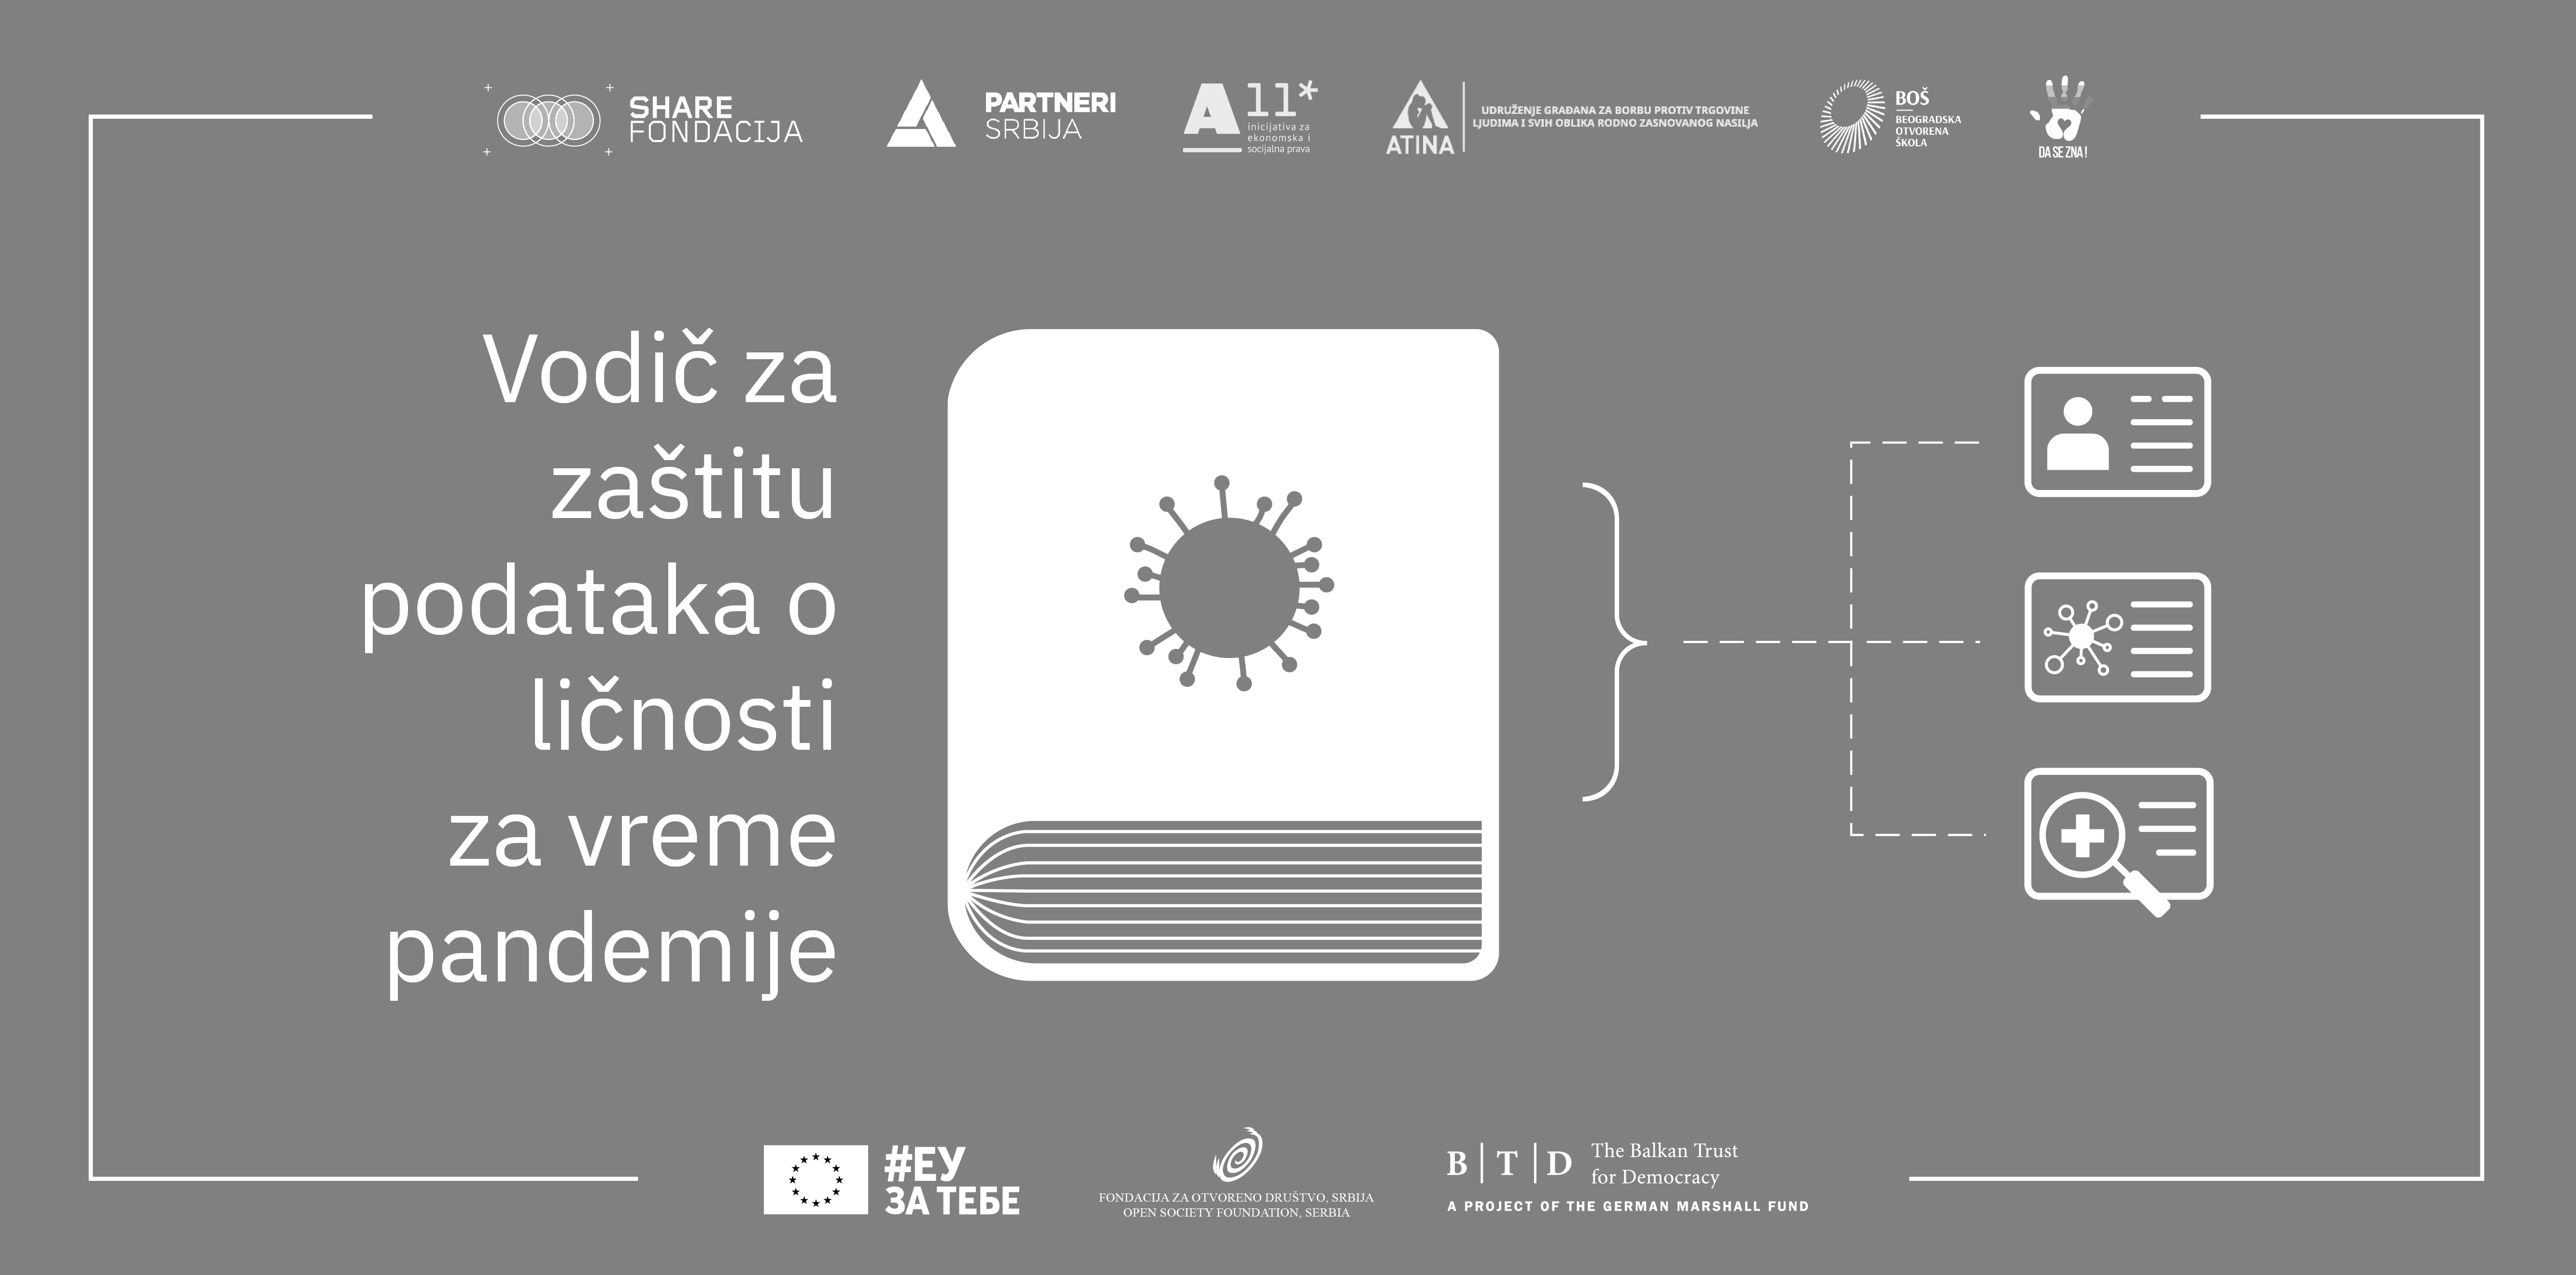 SHARE
FONDACIJA
PARTNERI
SRBIJA
A 11*
inicijativa za
ekonomska i
socijalna prava
ATINA
UDRUŽENJE GRAĐANA ZA BORBU PROTIV TRGOVINE
LJUDIMA I SVIH OBLIKA RODNO ZASNOVANOG NASILJA
BOŠ
BEOGRADSKA
OTVORENA
ŠKOLA
DA SE ZNA!
Vodič za
zaštitu
podataka o
ličnosti
za vreme
pandemije
#ЕУ
ЗА ТЕБЕ
FONDACIJA ZA OTVORENO DRUŠTVO, SRBIJA
OPEN SOCIETY FOUNDATION, SERBIA
B | T | D
The Balkan Trust
for Democracy
A PROJECT OF THE GERMAN MARSHALL FUND